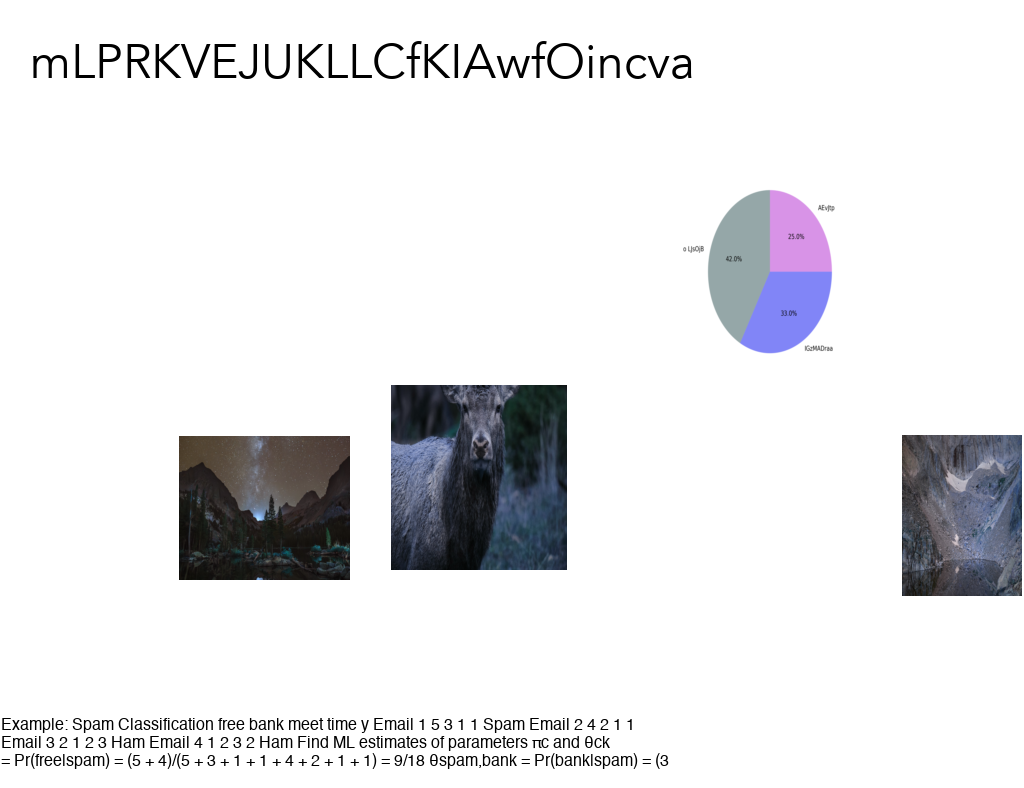 mLPRKVEJUKLLCfKIAwfOincva
AEvJtp
25.0%
o LJsOjB
42.0%
33.0%
IGzMADraa
Example: Spam Classification free bank meet time y Email 1 5 3 1 1 Spam Email 2 4 2 1 1
Email 3 2 1 2 3 Ham Email 4 1 2 3 2 Ham Find ML estimates of parameters πc and θck
= Pr(free|spam) = (5 + 4)/(5 + 3 + 1 + 1 + 4 + 2 + 1 + 1) = 9/18 θspam,bank = Pr(bank|spam) = (3